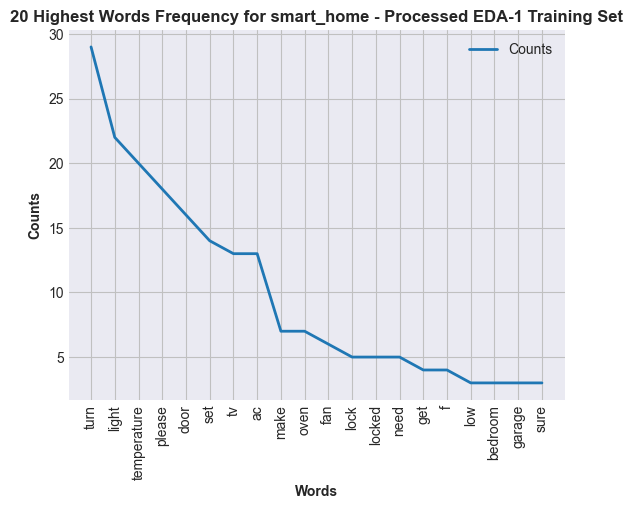 20 Highest Words Frequency for smart_home - Processed EDA-1 Training Set
Counts
30
25
20
15
10
5
Counts
turn
light
temperature
please
door
set
tv
ac
make
oven
fan
lock
locked
need
get
f
low
bedroom
garage
sure
Words